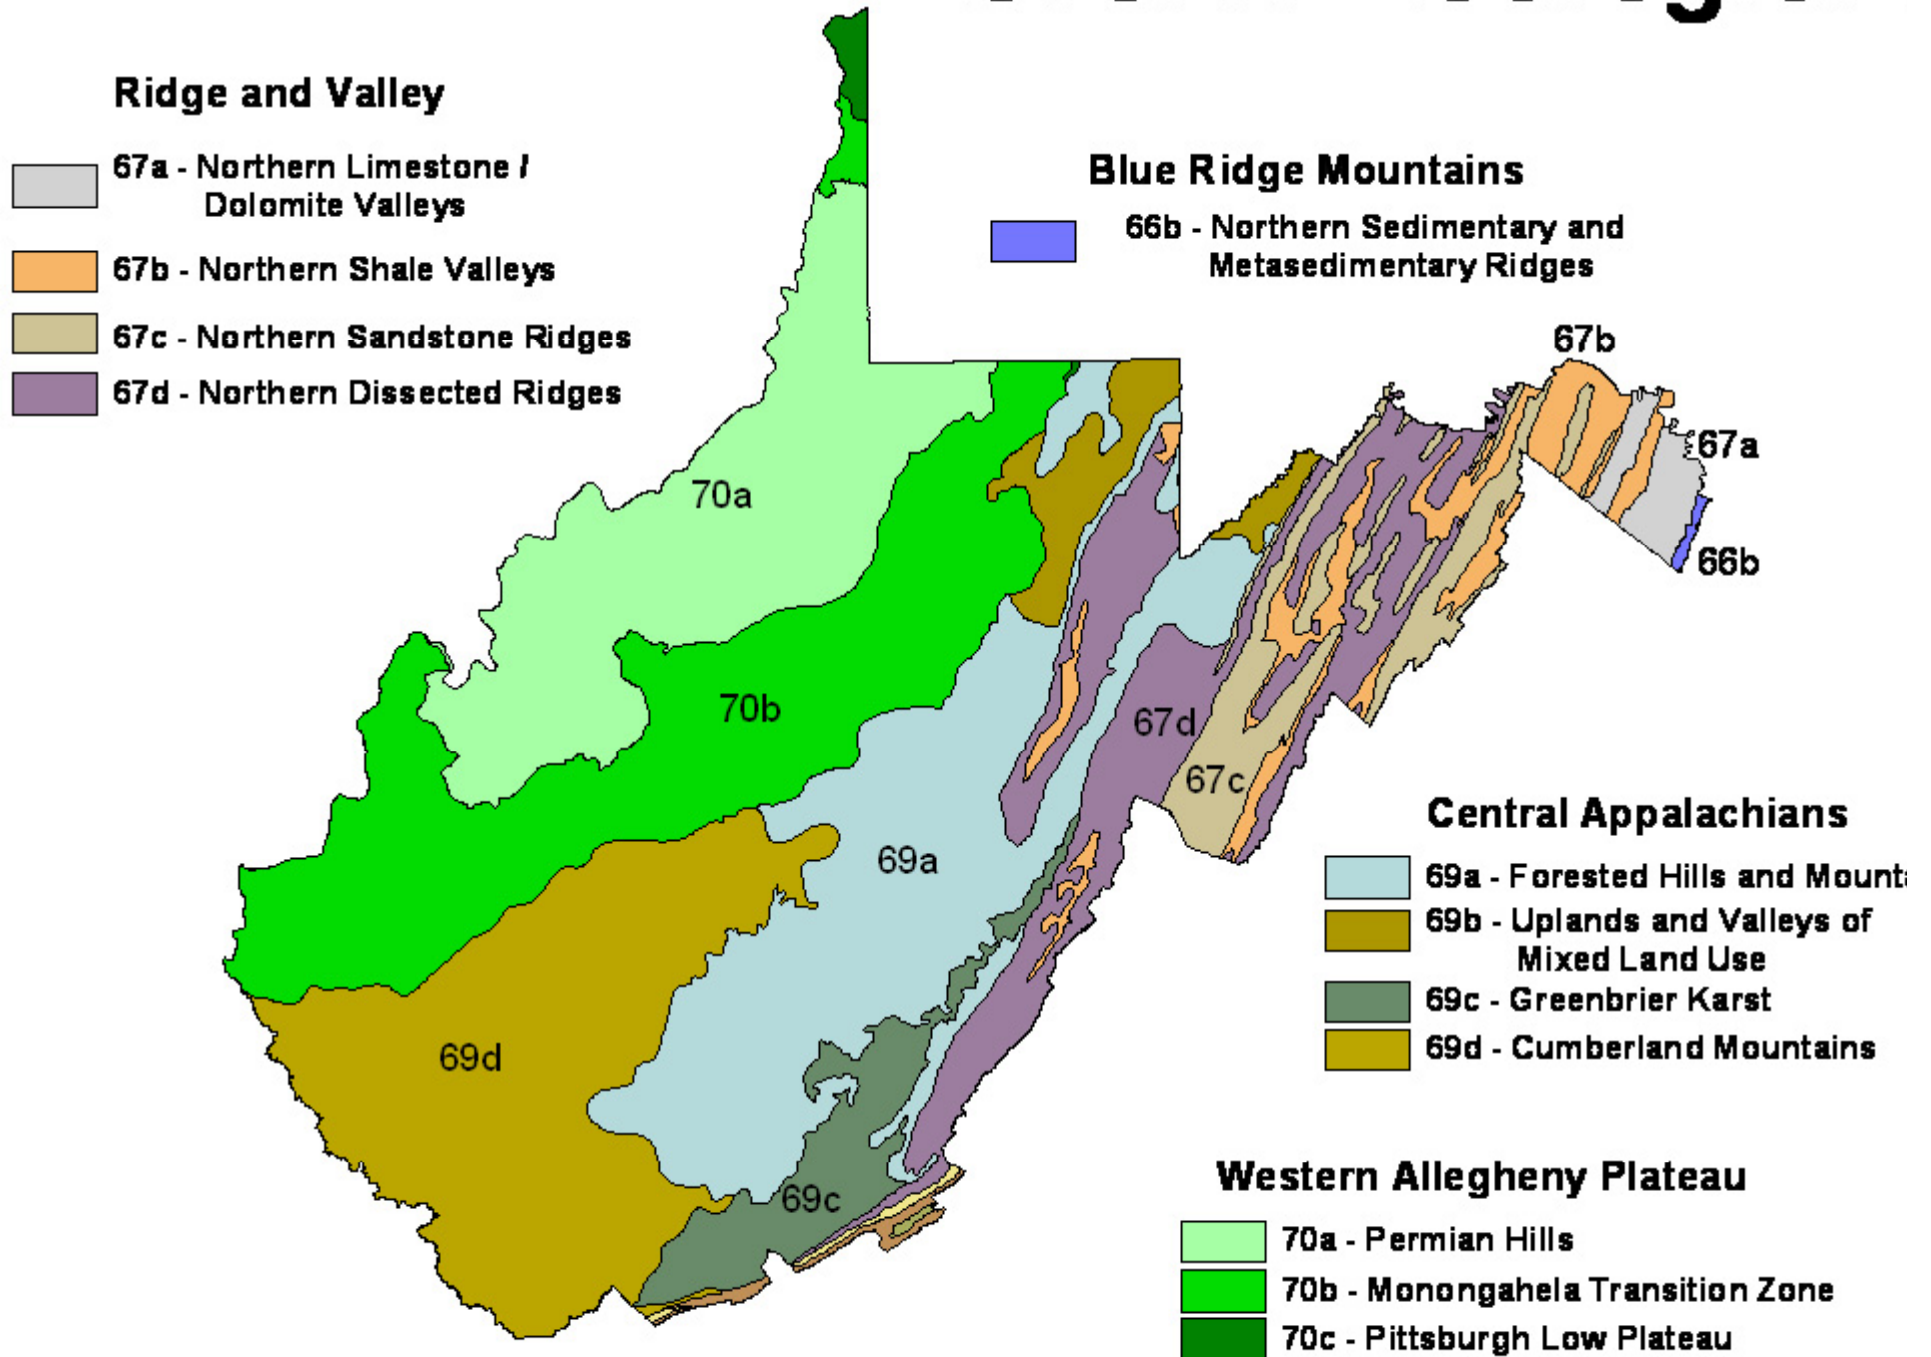 Ridge and Valley
67a - Northern Limestone /
Dolomite Valleys
67b - Northern Shale Valleys
67c - Northern Sandstone Ridges
67d - Northern Dissected Ridges
Blue Ridge Mountains
66b - Northern Sedimentary and
Metasedimentary Ridges
67b
67a
66b
70a
70b
67d
67c
69a
69d
69c
Central Appalachians
69a - Forested Hills and
69b - Uplands and Valleys of
Mixed Land Use
69c - Greenbrier Karst
69d - Cumberland Mountains
Western Allegheny Plateau
70a - Permian Hills
70b - Monongahela Transition Zone
70c - Pittsburgh Low Plateau